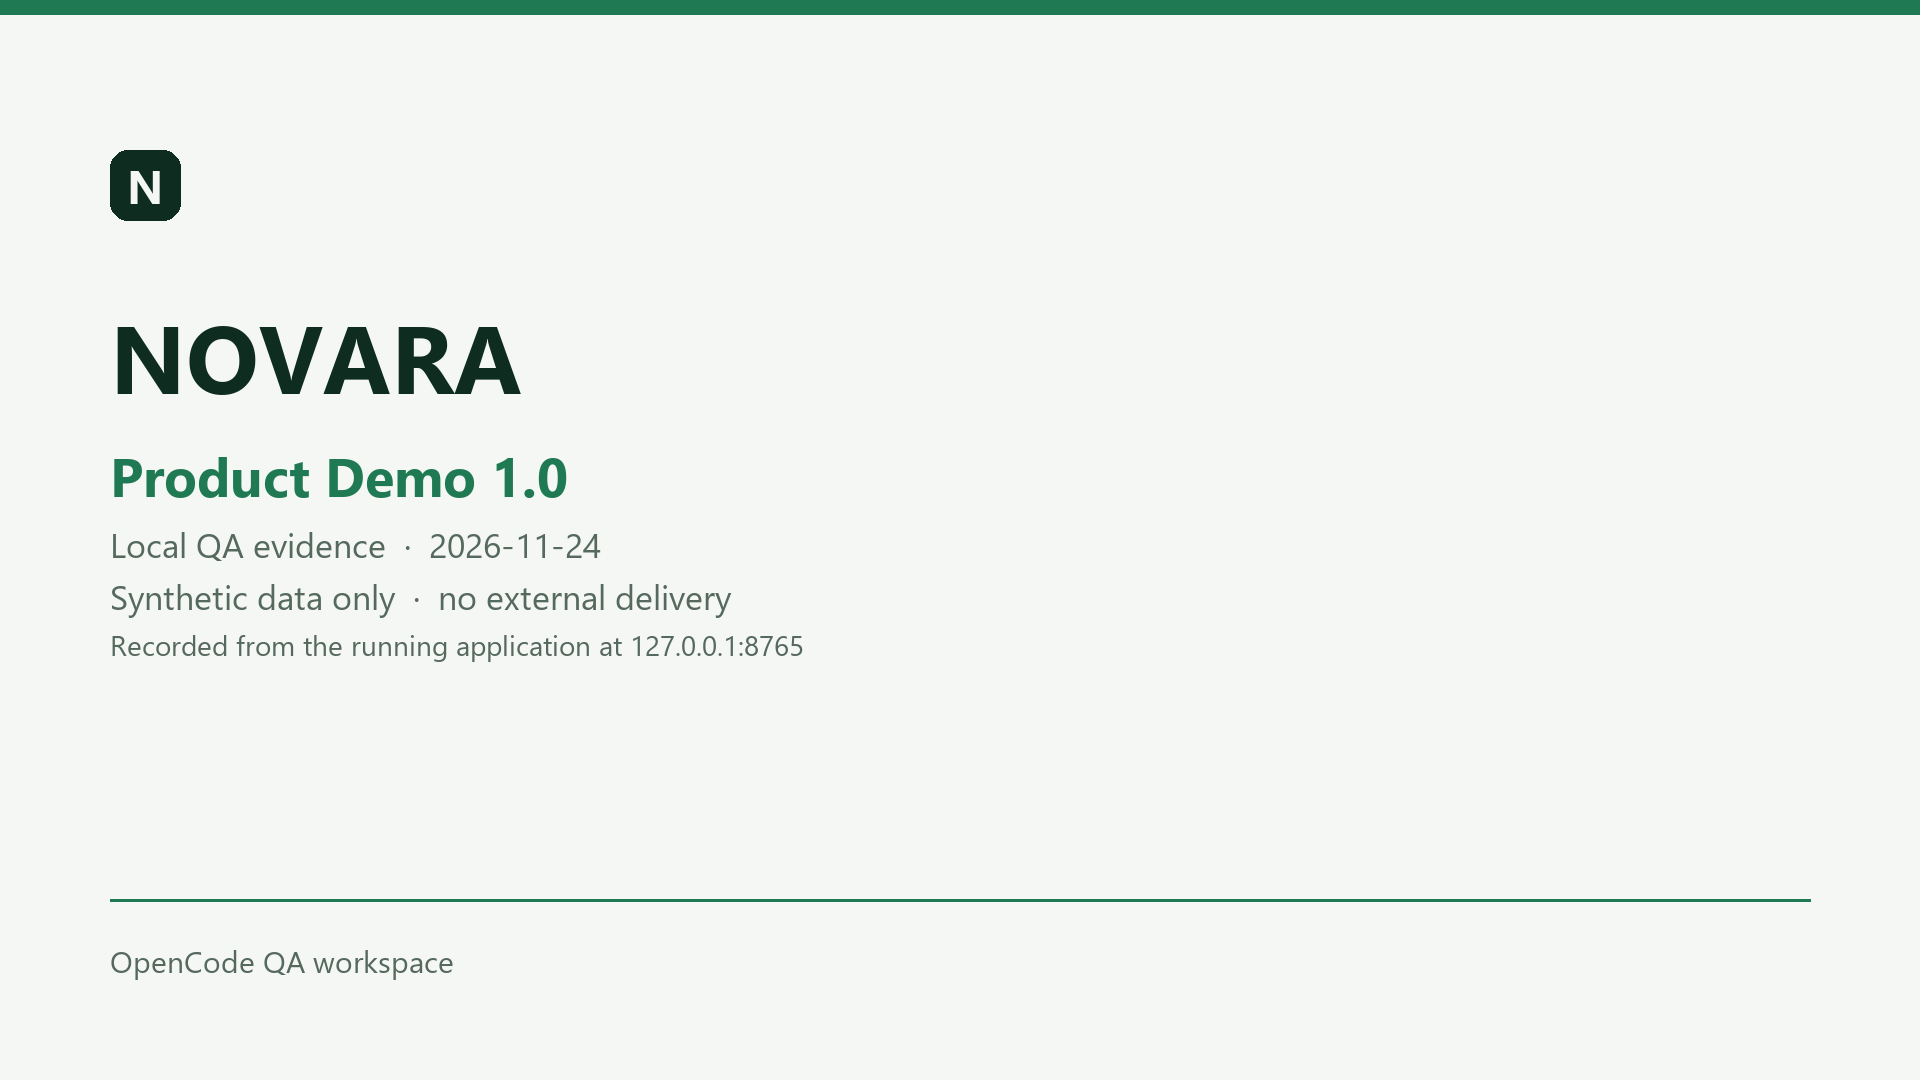 N
NOVARA
Product Demo 1.0
Local QA evidence · 2026-11-24
Synthetic data only · no external delivery
Recorded from the running application at 127.0.0.1:8765
OpenCode QA workspace